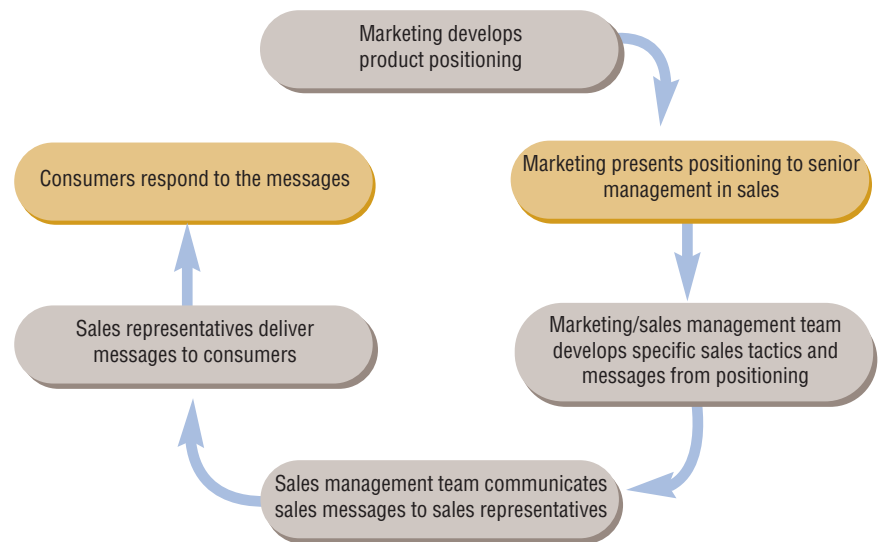 Marketing develops
product positioning
Marketing presents positioning to senior
management in sales
Marketing/sales management team
develops specific sales tactics and
messages from positioning
Sales management team communicates
sales messages to sales representatives
Sales representatives deliver
messages to consumers
Consumers respond to the messages